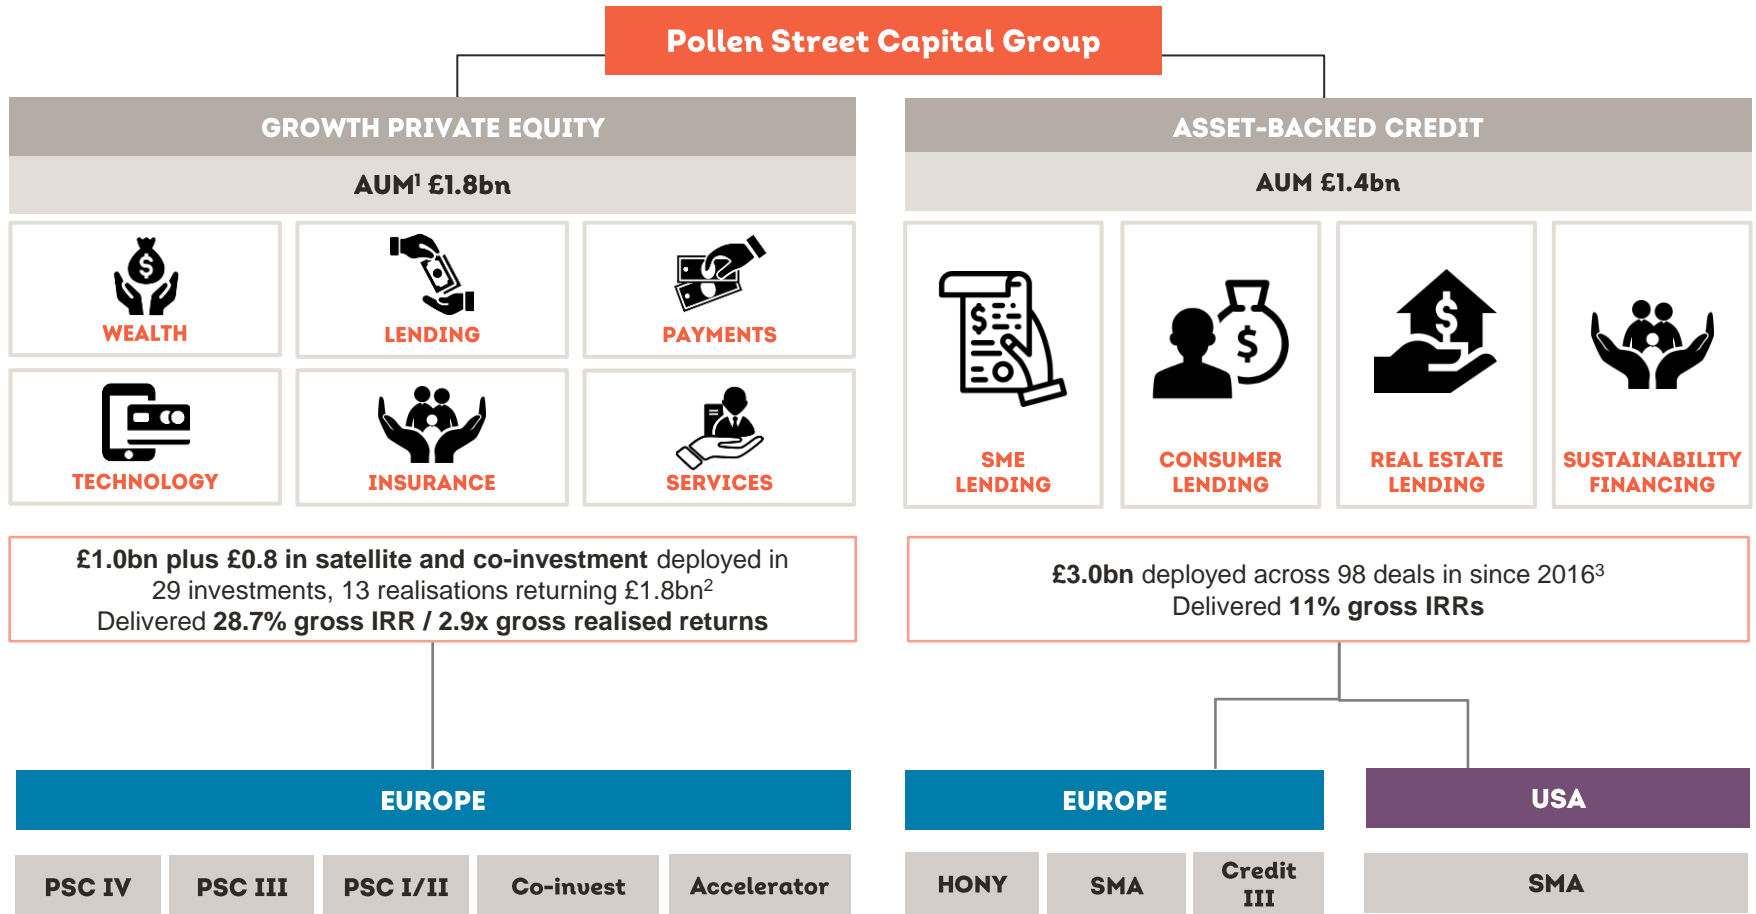 Pollen Street Capital Group
GROWTH PRIVATE EQUITY
AUM¹ £1.8bn
WEALTH
LENDING
PAYMENTS
TECHNOLOGY
INSURANCE
SERVICES
£1.0bn plus £0.8 in satellite and co-investment deployed in
29 investments, 13 realisations returning £1.8bn²
Delivered 28.7% gross IRR / 2.9x gross realised returns
EUROPE
PSC IV
PSC III
PSC I/II
Co-invest
Accelerator
ASSET-BACKED CREDIT
AUM £1.4bn
SME
LENDING
CONSUMER
LENDING
REAL ESTATE
LENDING
SUSTAINABILITY
FINANCING
£3.0bn deployed across 98 deals in since 2016³
Delivered 11% gross IRRs
EUROPE
HONY
SMA
Credit
III
USA
SMA